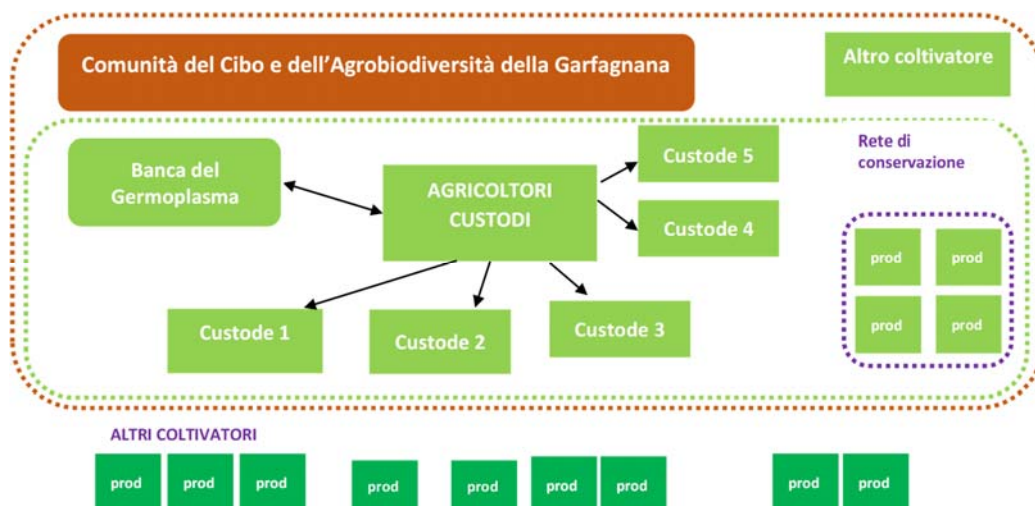 Comunità del Cibo e dell'Agrobiodiversità della Garfagnana
Altro coltivatore
Banca del
Germoplasma
AGRICOLTORI
CUSTODI
Custode 5
Custode 4
Rete di
conservazione
prod
prod
prod
prod
Custode 1
Custode 2
Custode 3
ALTRI COLTIVATORI
prod
prod
prod
prod
prod
prod
prod
prod
prod